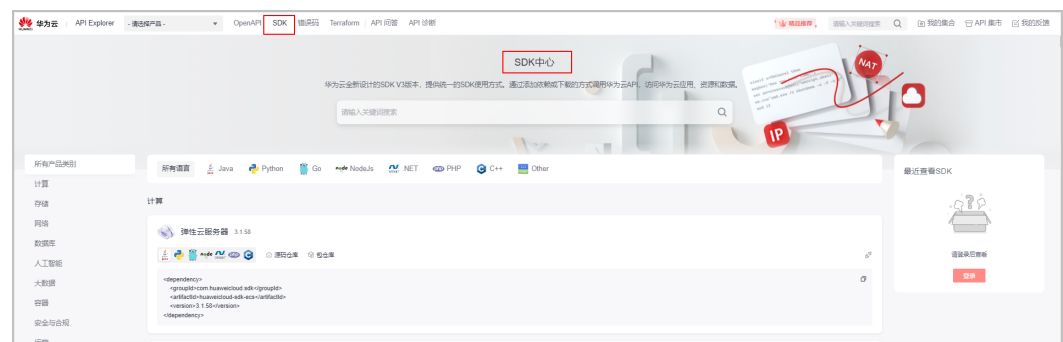 HUAWEI 华为云 | API Explorer - 请选择产品 - OpenAPI SDK 错误码 Terraform API 问答 API 诊断 精品推荐 请输入关键词搜索 我的集合 API 集市 我的反馈
SDK中心
华为云全新设计的SDK V3版本，提供统一的SDK使用方式。通过添加依赖或下载的方式调用华为云API，访问华为云应用、资源和数据。
请输入关键词搜索
NAT
IP
所有产品类别
计算
存储
网络
数据库
人工智能
大数据
容器
安全与合规
所有语言 Java Python Go NodeJs .NET PHP C++ Other
计算
弹性云服务器 3.1.58
源码仓库 包仓库
<dependency>
<groupId>com.huaweicloud.sdk</groupId>
<artifactId>huaweicloud-sdk-ecs</artifactId>
<version>3.1.58</version>
</dependency>
最近查看SDK
请登录后查看
登录